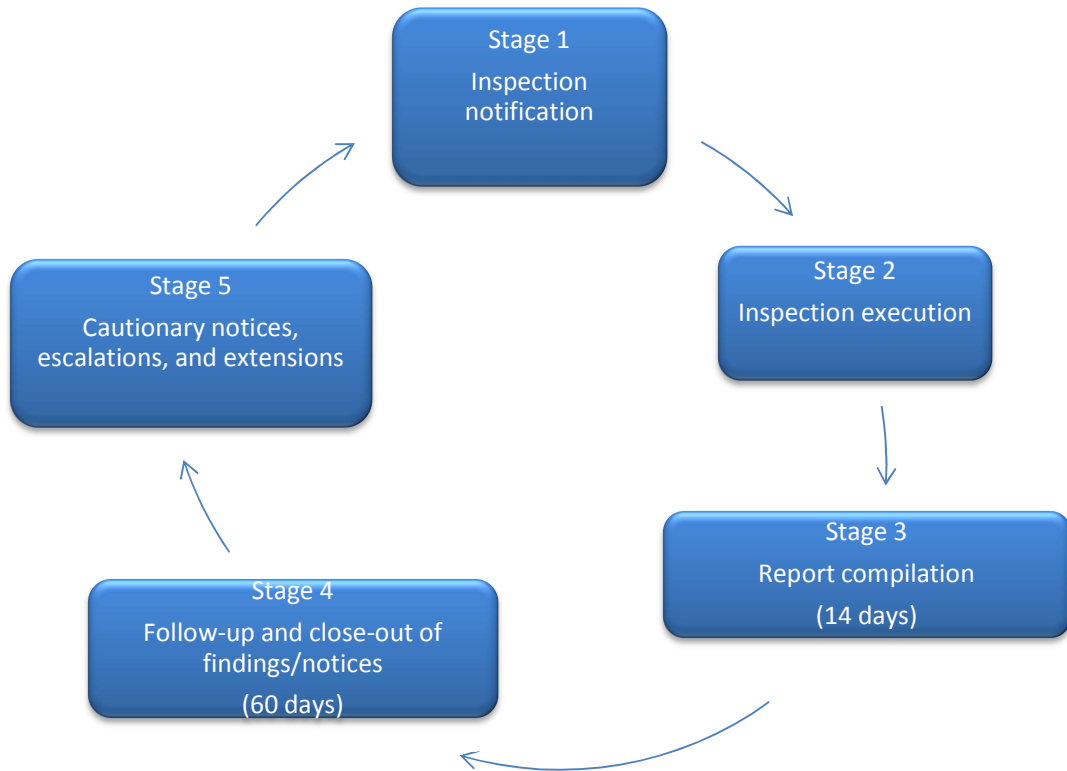 Stage 1
Inspection
notification
Stage 2
Inspection execution
Stage 3
Report compilation
(14 days)
Stage 4
Follow-up and close-out of
findings/notices
(60 days)
Stage 5
Cautionary notices,
escalations, and extensions